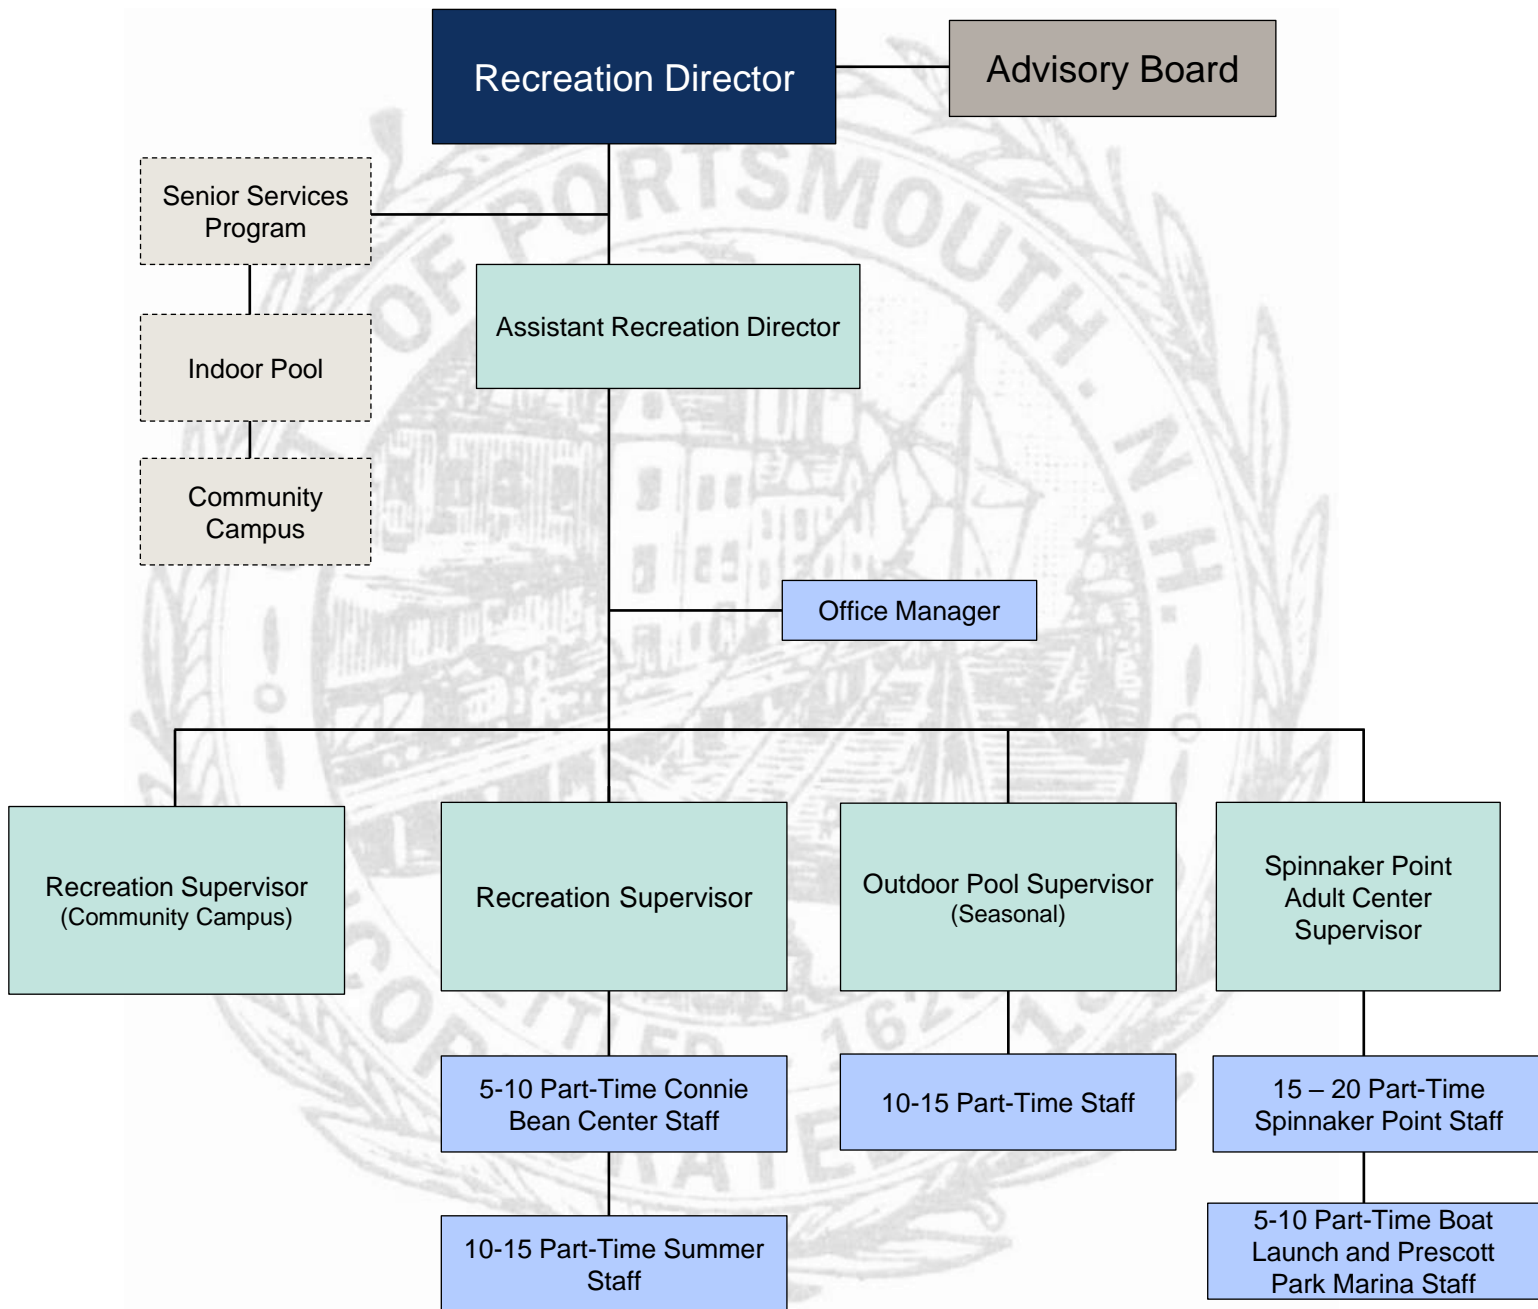 Recreation Director
Advisory Board
Senior Services
Program
Assistant Recreation Director
Indoor Pool
Community
Campus
Office Manager
Recreation Supervisor
(Community Campus)
Recreation Supervisor
Outdoor Pool Supervisor
(Seasonal)
Spinnaker Point
Adult Center
Supervisor
5-10 Part-Time Connie
Bean Center Staff
10-15 Part-Time Staff
15 – 20 Part-Time
Spinnaker Point Staff
10-15 Part-Time Summer
Staff
5-10 Part-Time Boat
Launch and Prescott
Park Marina Staff
OF PORTSMOUTH. N.H.